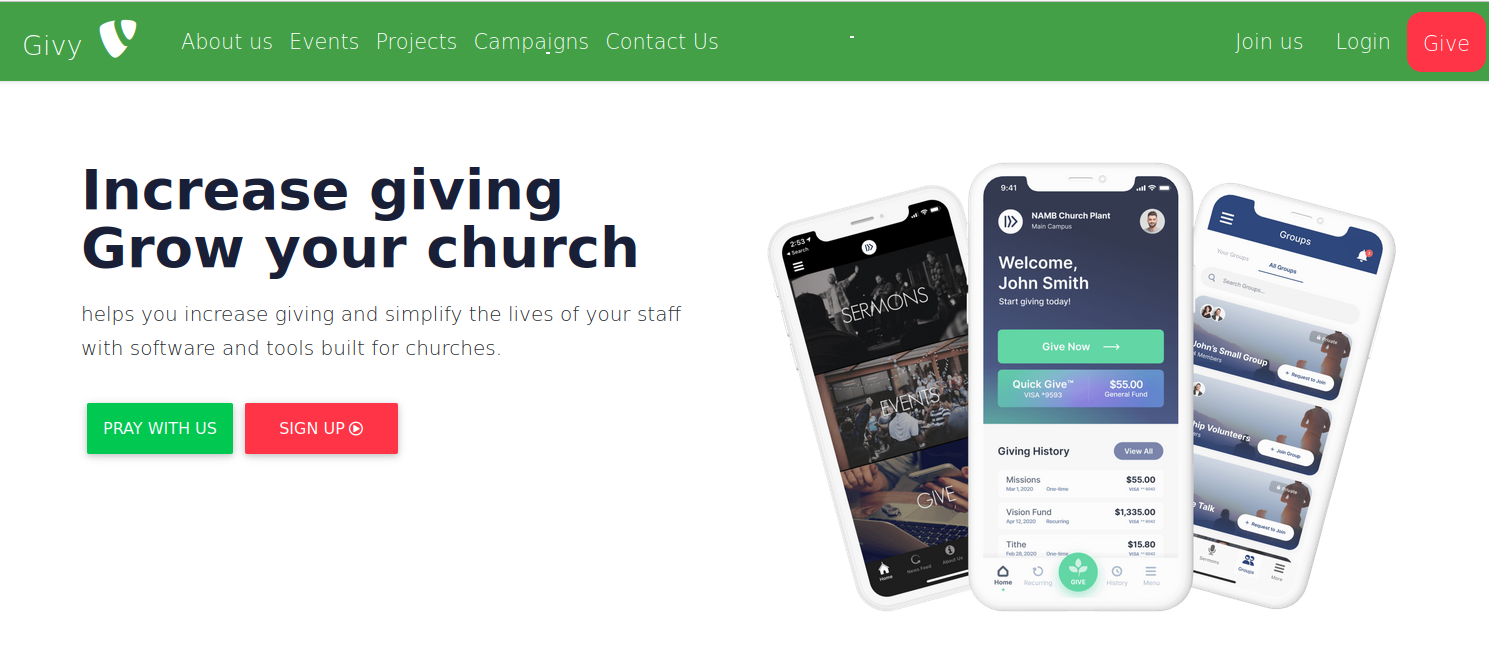 Givy
About us Events Projects Campaigns Contact Us
Join us Login Give
Increase giving
Grow your church
helps you increase giving and simplify the lives of your staff
with software and tools built for churches.
PRAY WITH US
SIGN UP
2:53
Search
SERMONS
EVENTS
GIVE
Home
News Feed
About Us
9:41
NAMB Church Plant
Main Campus
Welcome,
John Smith
Start giving today!
Give Now
Quick Give™ $55.00
VISA *9593 General Fund
Giving History View All
Missions $55.00
Mar 1, 2020 One-time VISA
Vision Fund $1,335.00
Apr 12, 2020 Recurring VISA
Tithe $15.80
Feb 28, 2020 One-time VISA
Home Recurring GIVE History Menu
Groups
Your Groups All Groups
Search Groups...
Private
John's Small Group
Members
Request to Join
Volunteers
Join Group
Private
Talk
Request to Join
Sermons Groups More